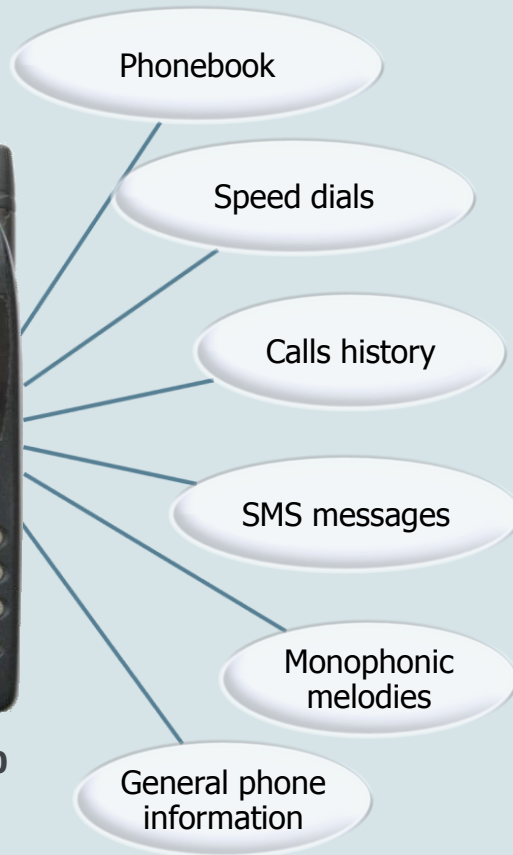 Phonebook
Speed dials
Calls history
SMS messages
Monophonic
melodies
General phone
information